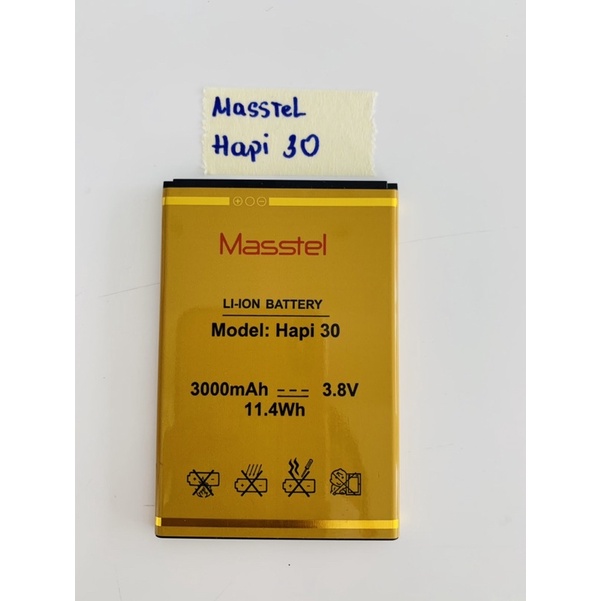 Masstel
Hapi 30
Masstel
LI-ION BATTERY
Model: Hapi 30
3000mAh --- 3.8V
11.4Wh